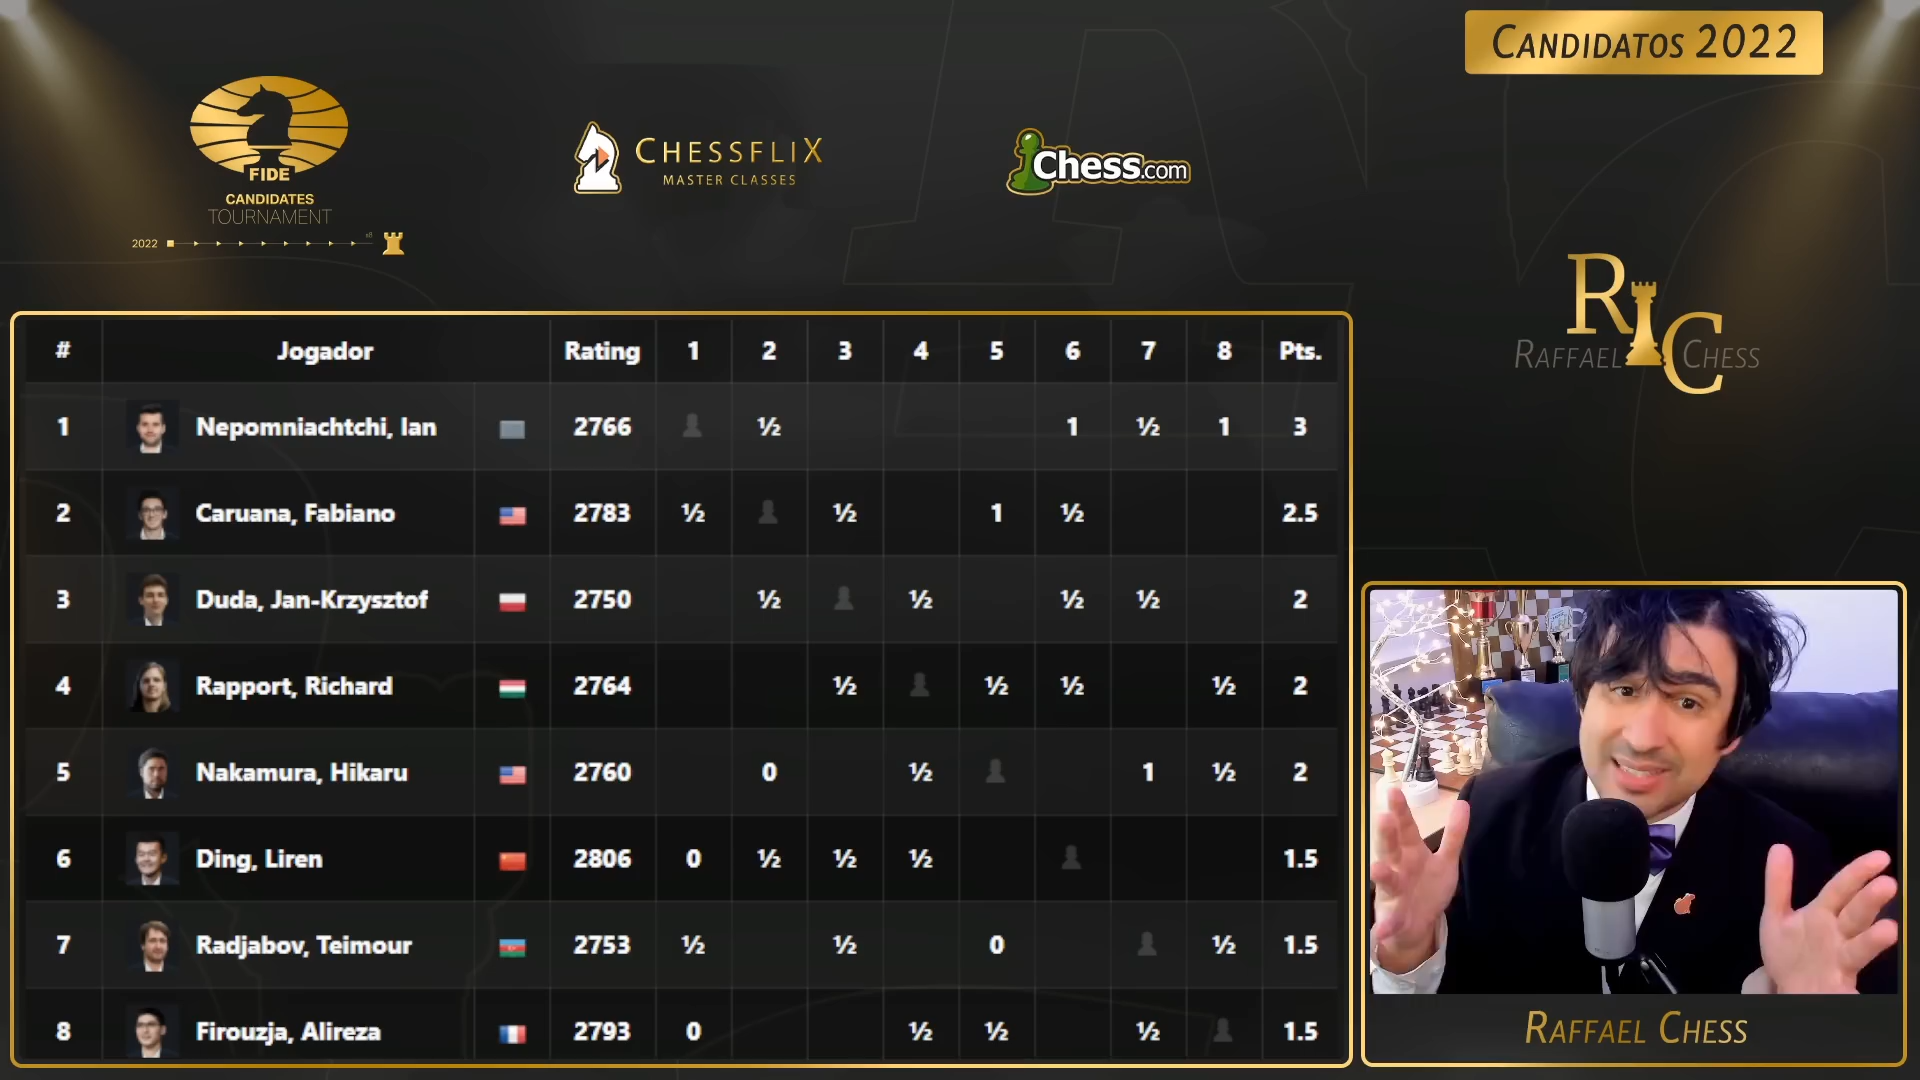 CANDIDATOS 2022
FIDE
CANDIDATES
TOURNAMENT
2022
CHESSFLIX
MASTER CLASSES
Chess.com
R C
RAFFAEL CHESS
# Jogador Rating 1 2 3 4 5 6 7 8 Pts.
1 Nepomniachtchi, Ian 2766 ½ 1 ½ 1 3
2 Caruana, Fabiano 2783 ½ ½ 1 ½ 2.5
3 Duda, Jan-Krzysztof 2750 ½ ½ ½ ½ 2
4 Rapport, Richard 2764 ½ ½ ½ ½ 2
5 Nakamura, Hikaru 2760 0 ½ 1 ½ 2
6 Ding, Liren 2806 0 ½ ½ ½ 1.5
7 Radjabov, Teimour 2753 ½ ½ 0 ½ 1.5
8 Firouzja, Alireza 2793 0 ½ ½ ½ 1.5
RAFFAEL CHESS